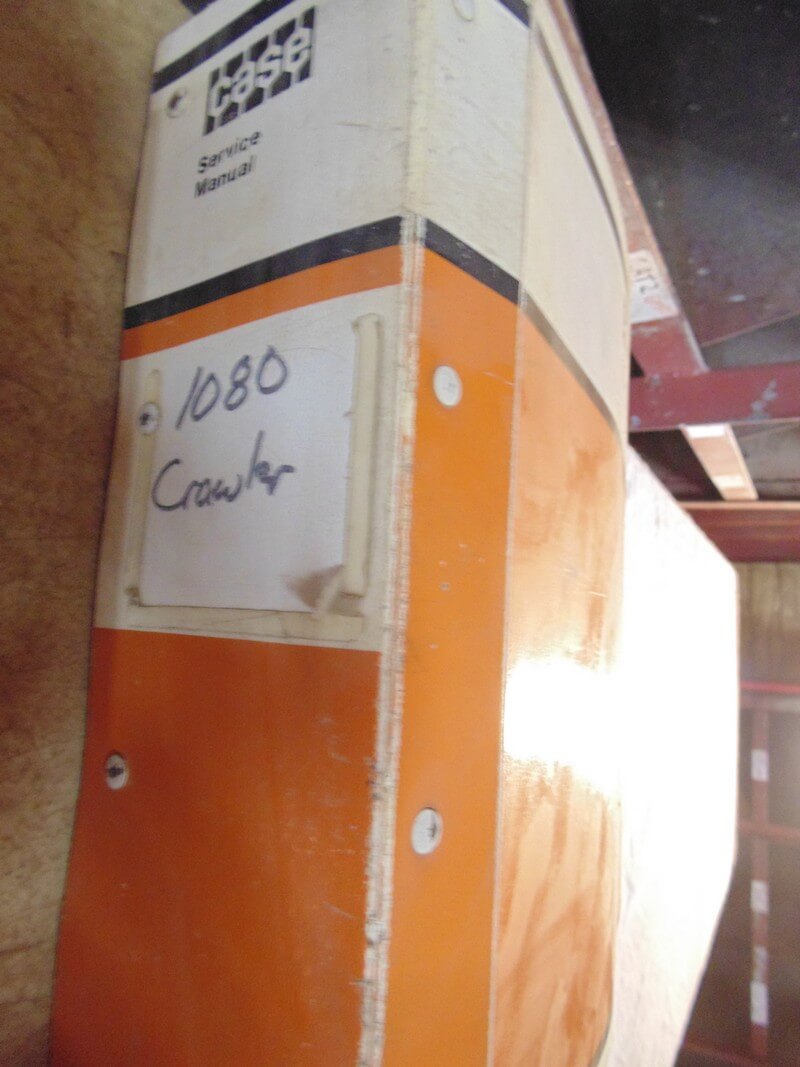 case
Service
Manual
1080
Crawler